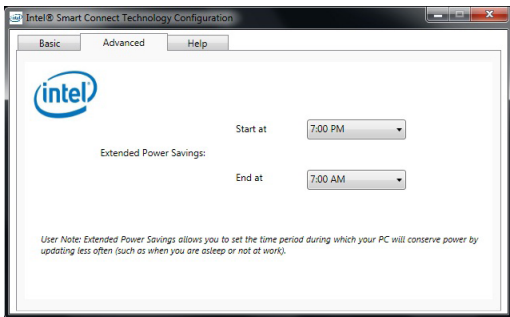 Intel® Smart Connect Technology Configuration
Basic Advanced Help
intel
Start at 7:00 PM
Extended Power Savings:
End at 7:00 AM
User Note: Extended Power Savings allows you to set the time period during which your PC will conserve power by
updating less often (such as when you are asleep or not at work).